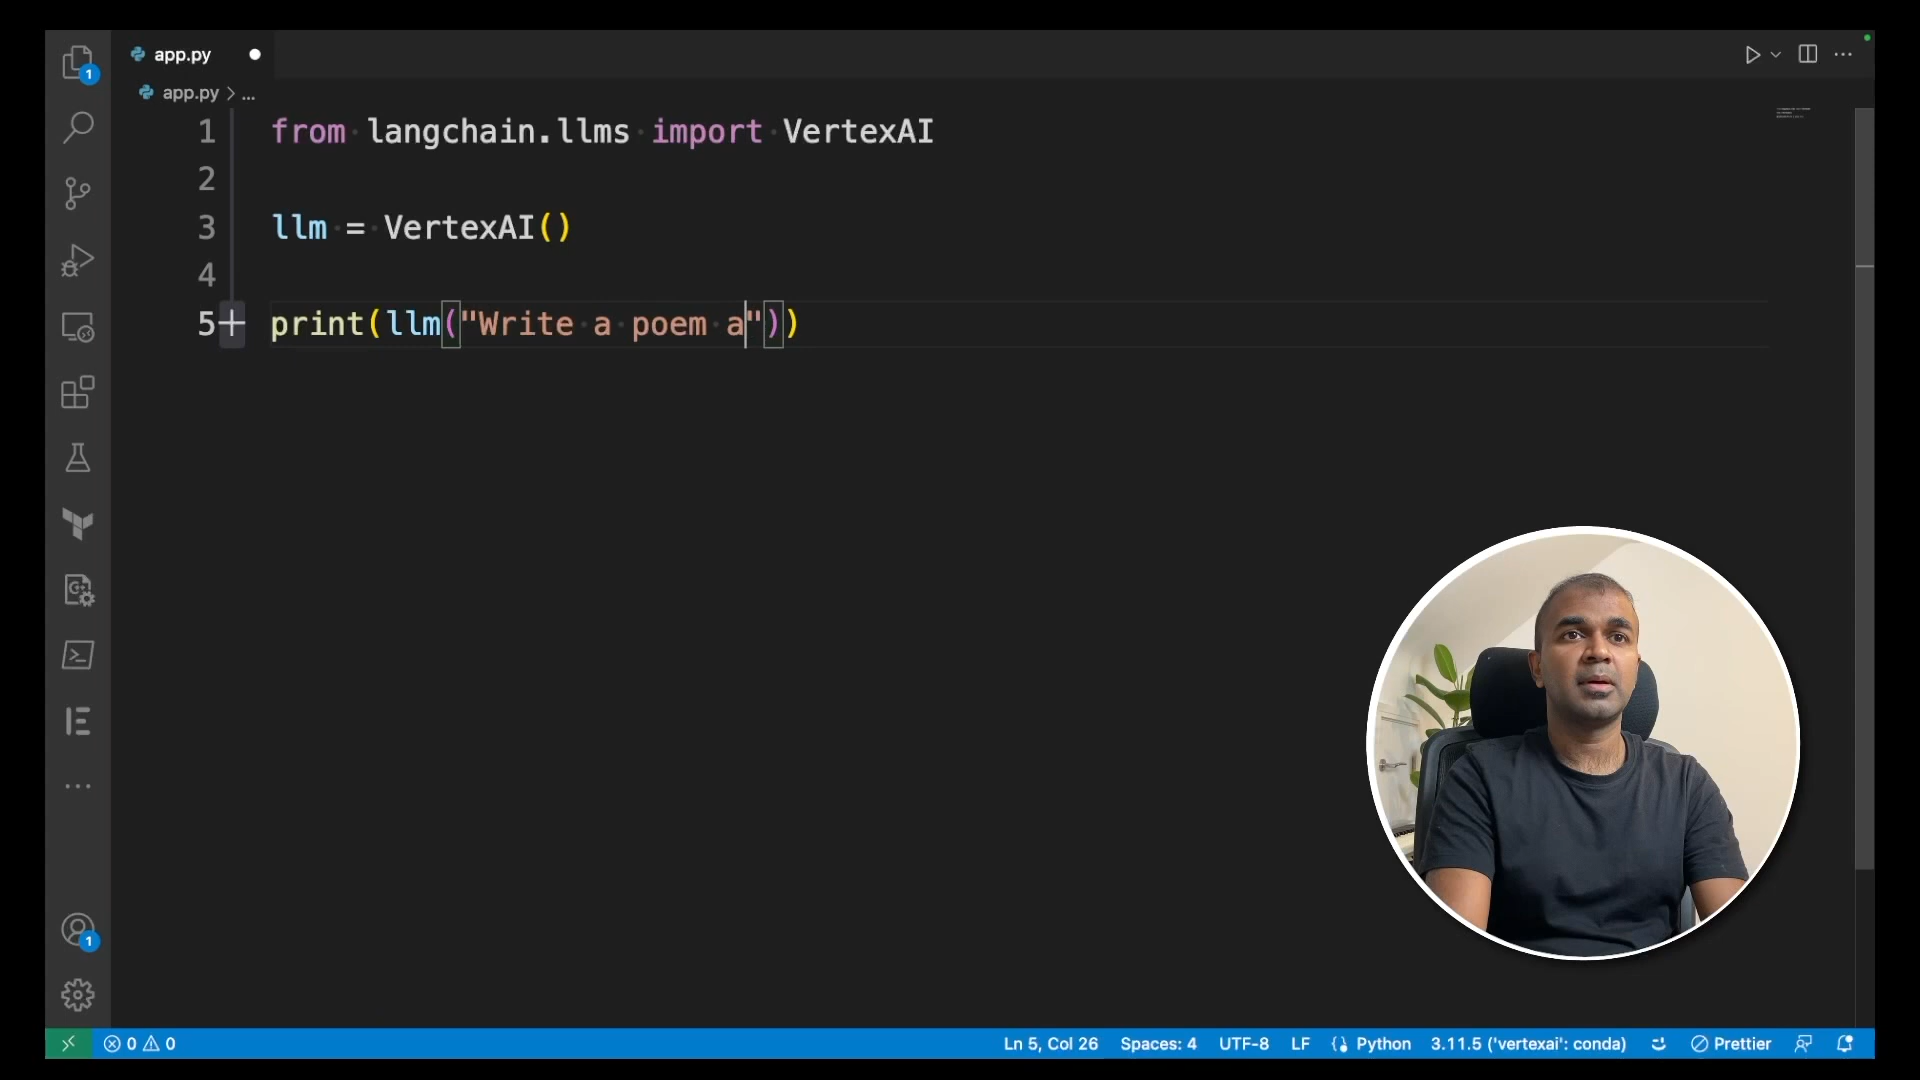 1
app.py
app.py > ...
1 from langchain.llms import VertexAI
2
3 llm = VertexAI()
4
5 print(llm("Write a poem a"))
1
0 0 Ln 5, Col 26 Spaces: 4 UTF-8 LF Python 3.11.5 ('vertexai': conda) Prettier